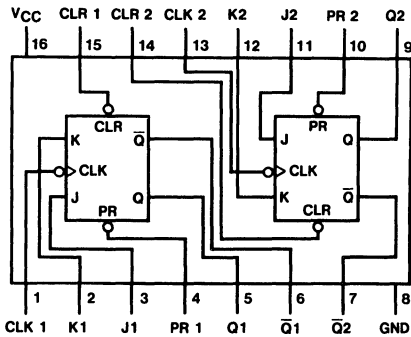 VCC CLR 1 CLR 2 CLK 2 K2 J2 PR 2 Q2
16 15 14 13 12 11 10 9
CLR PR
K Q̅ J Q
CLK CLK
J Q K Q̅
PR CLR
1 2 3 4 5 6 7 8
CLK 1 K1 J1 PR 1 Q1 Q̅1 Q̅2 GND